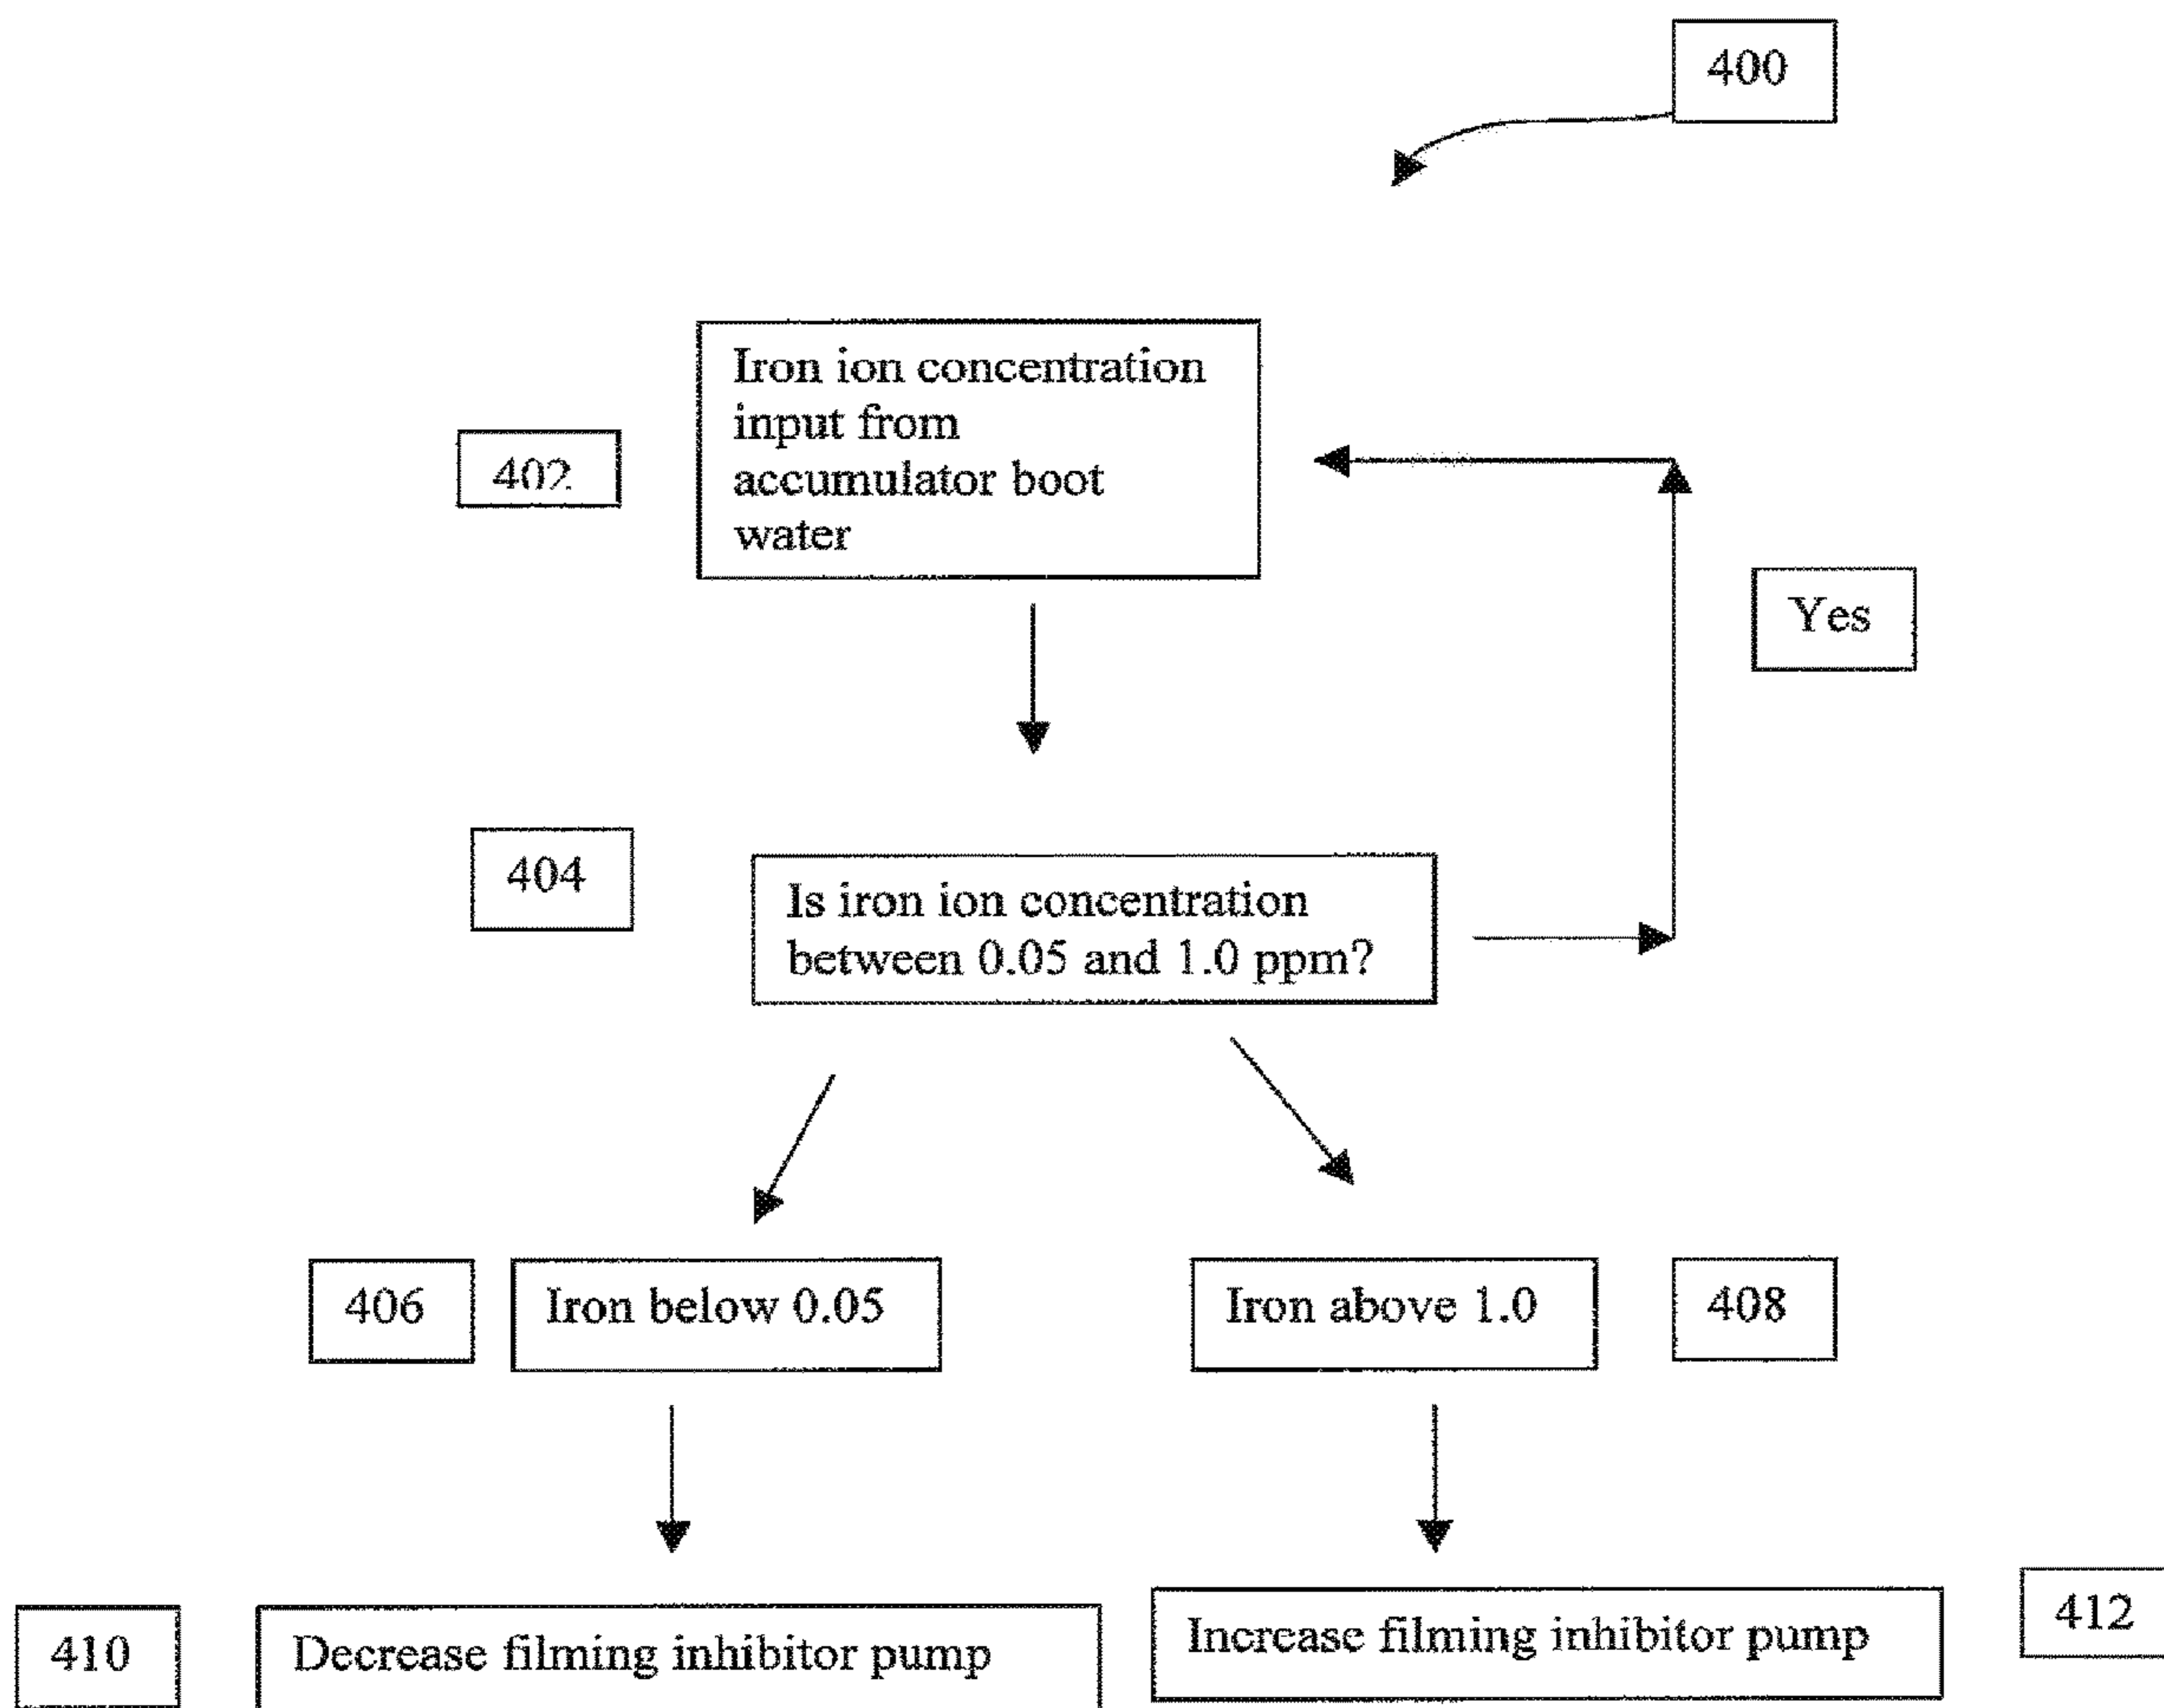 400
Iron ion concentration
input from
accumulator boot
water
402
Yes
404
Is iron ion concentration
between 0.05 and 1.0 ppm?
406
Iron below 0.05
Iron above 1.0
408
410
Decrease filming inhibitor pump
Increase filming inhibitor pump
412